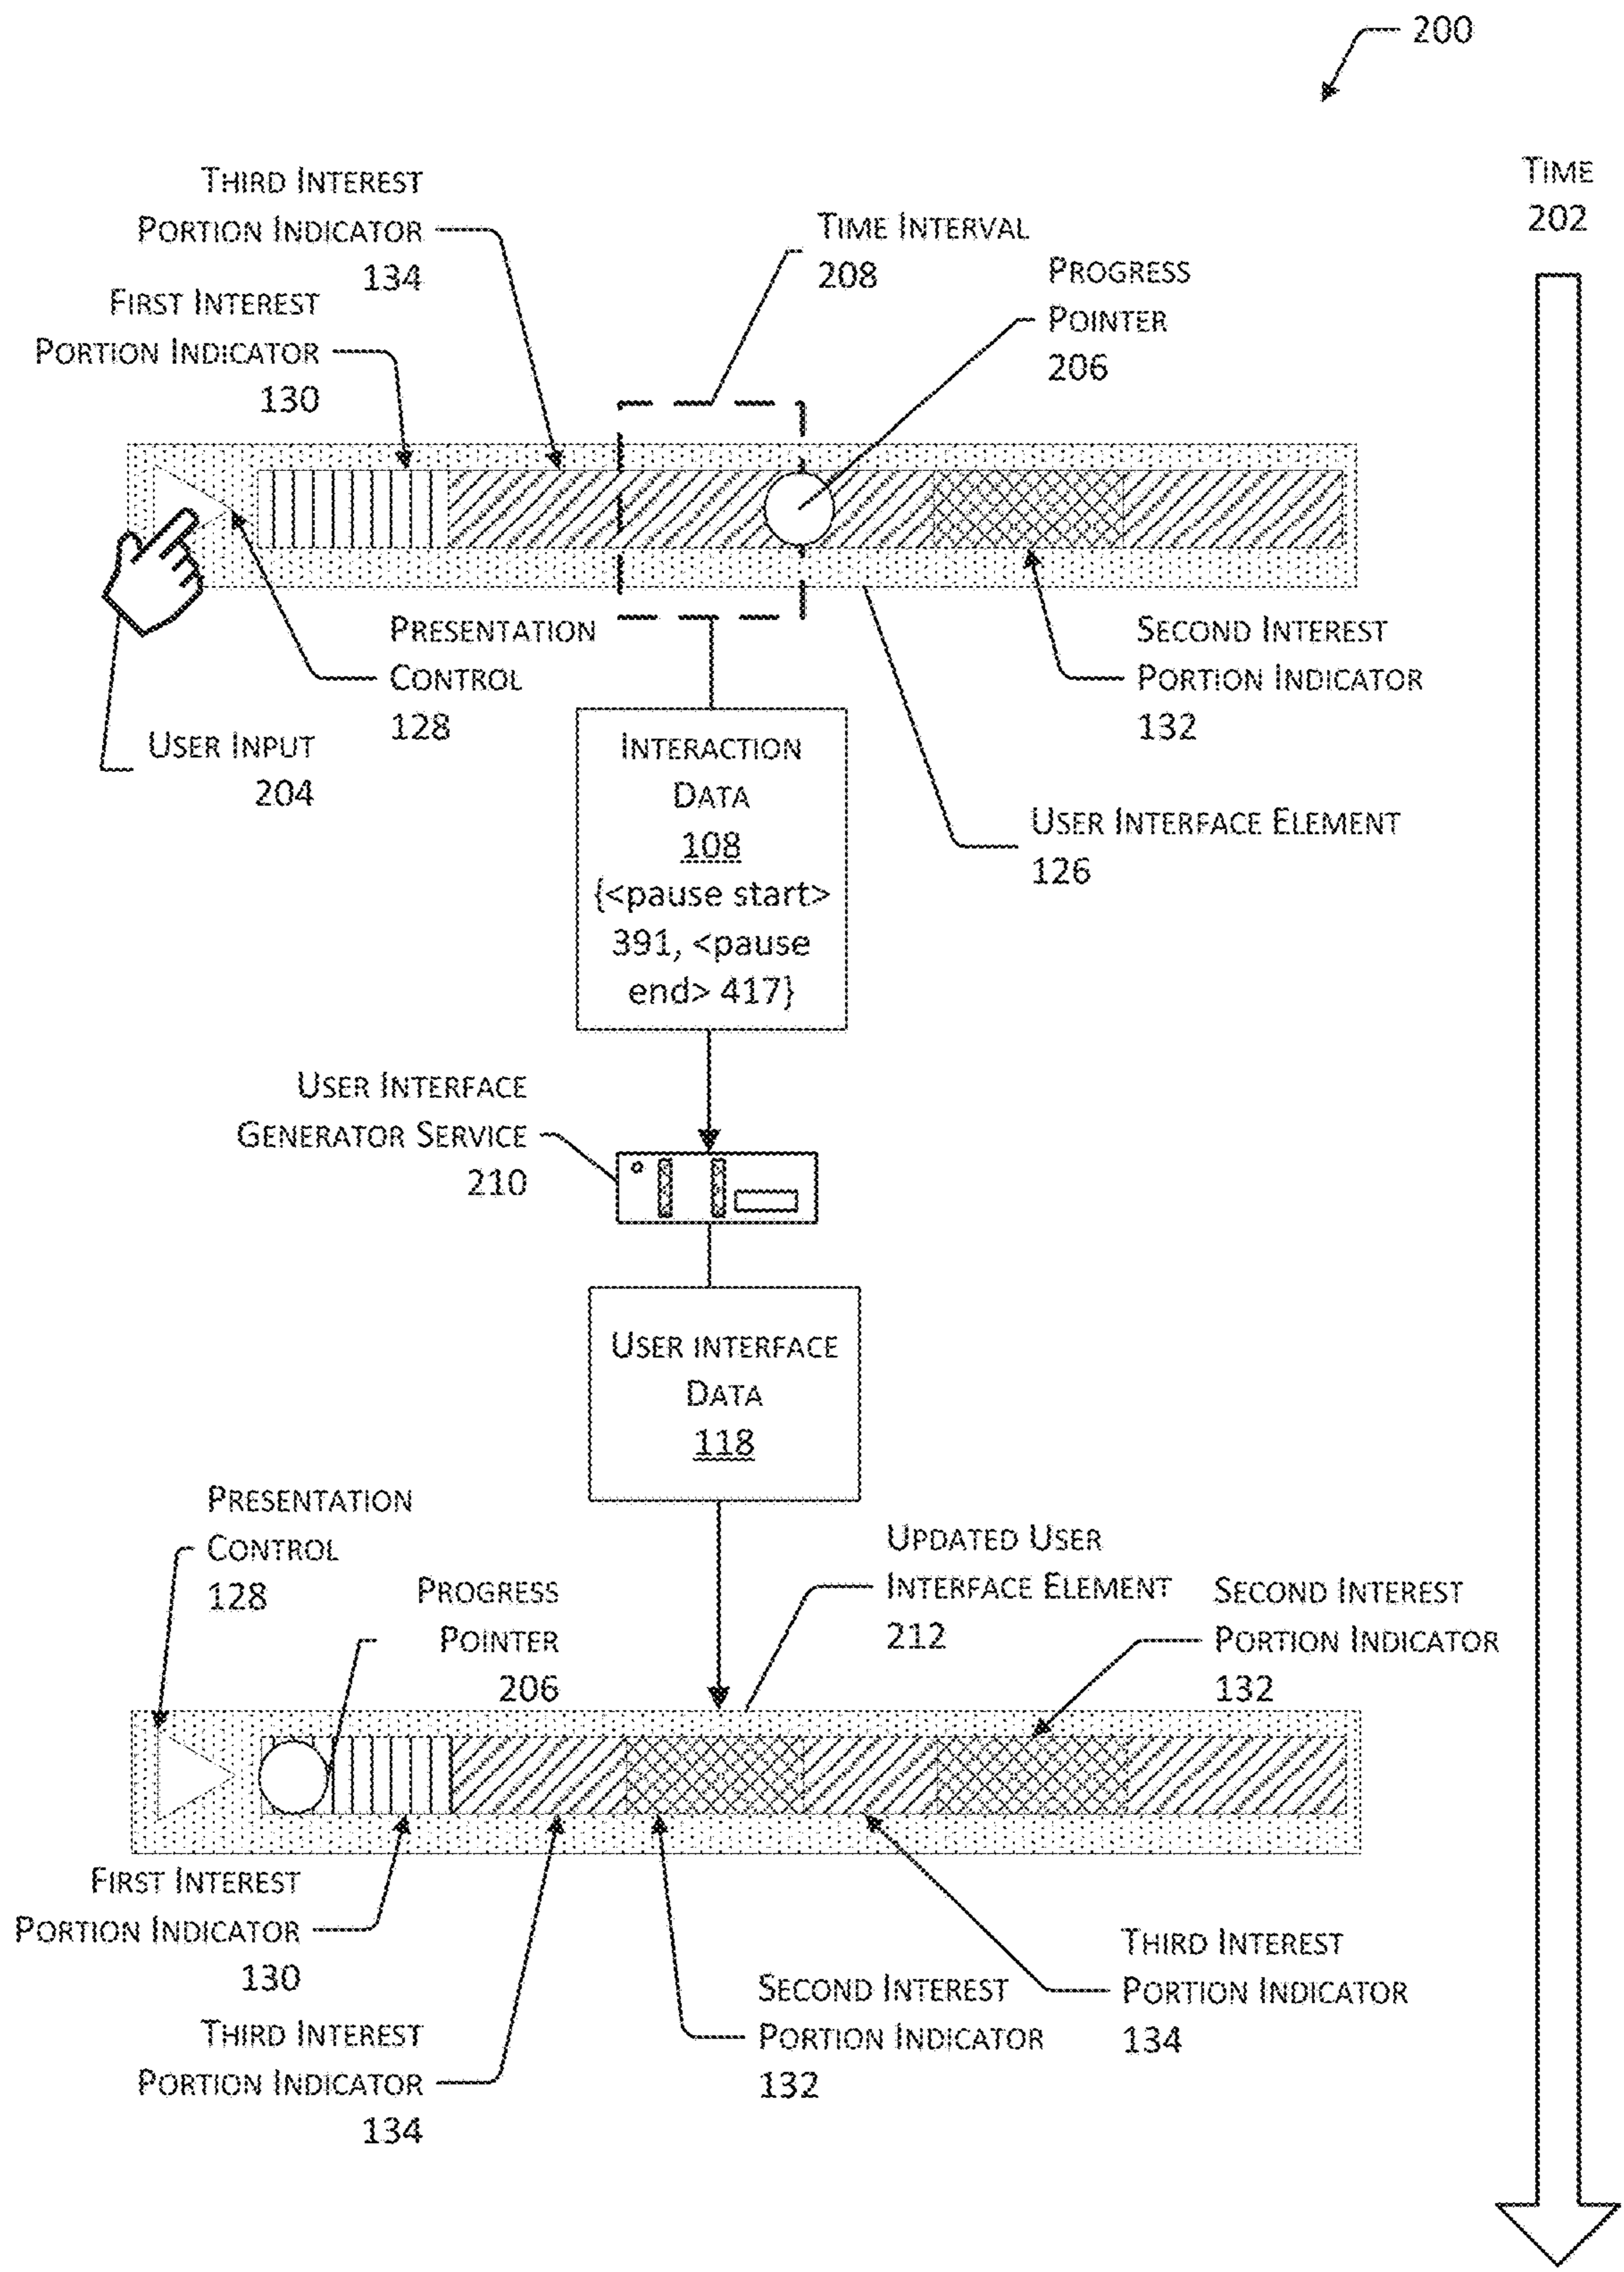 200
TIME
202
THIRD INTEREST
PORTION INDICATOR
134
TIME INTERVAL
208
PROGRESS
POINTER
206
FIRST INTEREST
PORTION INDICATOR
130
PRESENTATION
CONTROL
128
SECOND INTEREST
PORTION INDICATOR
132
USER INPUT
204
INTERACTION
DATA
108
{<pause start>
391, <pause
end> 417}
USER INTERFACE ELEMENT
126
USER INTERFACE
GENERATOR SERVICE
210
USER INTERFACE
DATA
118
PRESENTATION
CONTROL
128
PROGRESS
POINTER
206
UPDATED USER
INTERFACE ELEMENT
212
SECOND INTEREST
PORTION INDICATOR
132
FIRST INTEREST
PORTION INDICATOR
130
THIRD INTEREST
PORTION INDICATOR
134
SECOND INTEREST
PORTION INDICATOR
132
THIRD INTEREST
PORTION INDICATOR
134